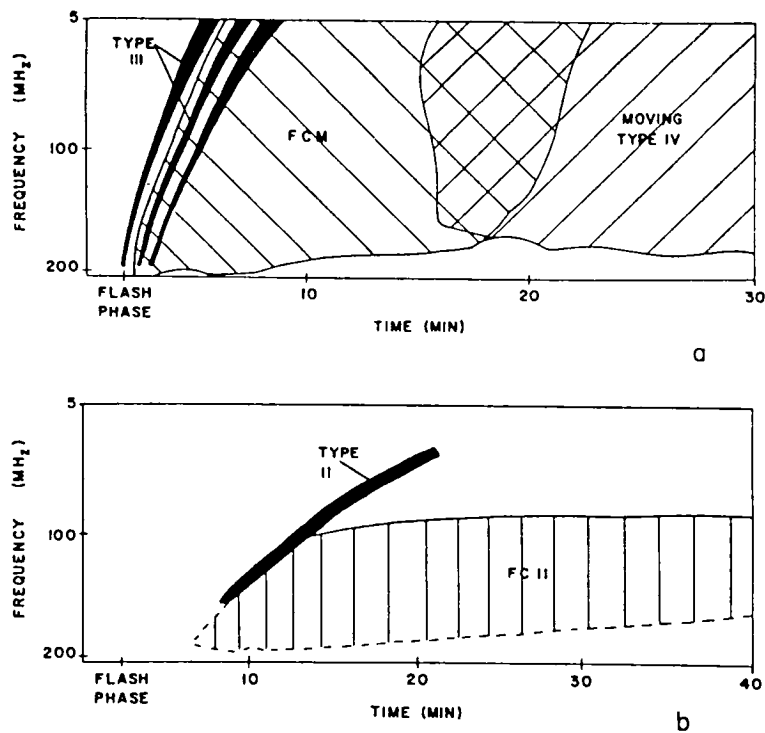 5
TYPE
III
FREQUENCY (MHz)
100
FCM
MOVING
TYPE IV
200
FLASH
PHASE
10
20
30
TIME (MIN)
a
5
TYPE
II
FREQUENCY (MHz)
100
FC II
200
FLASH
PHASE
10
20
30
40
TIME (MIN)
b